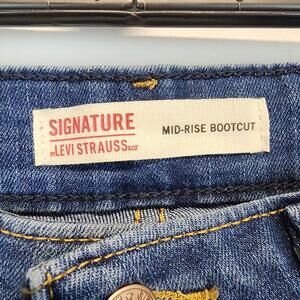 SIGNATURE
BY LEVI STRAUSS & CO
MID-RISE BOOTCUT